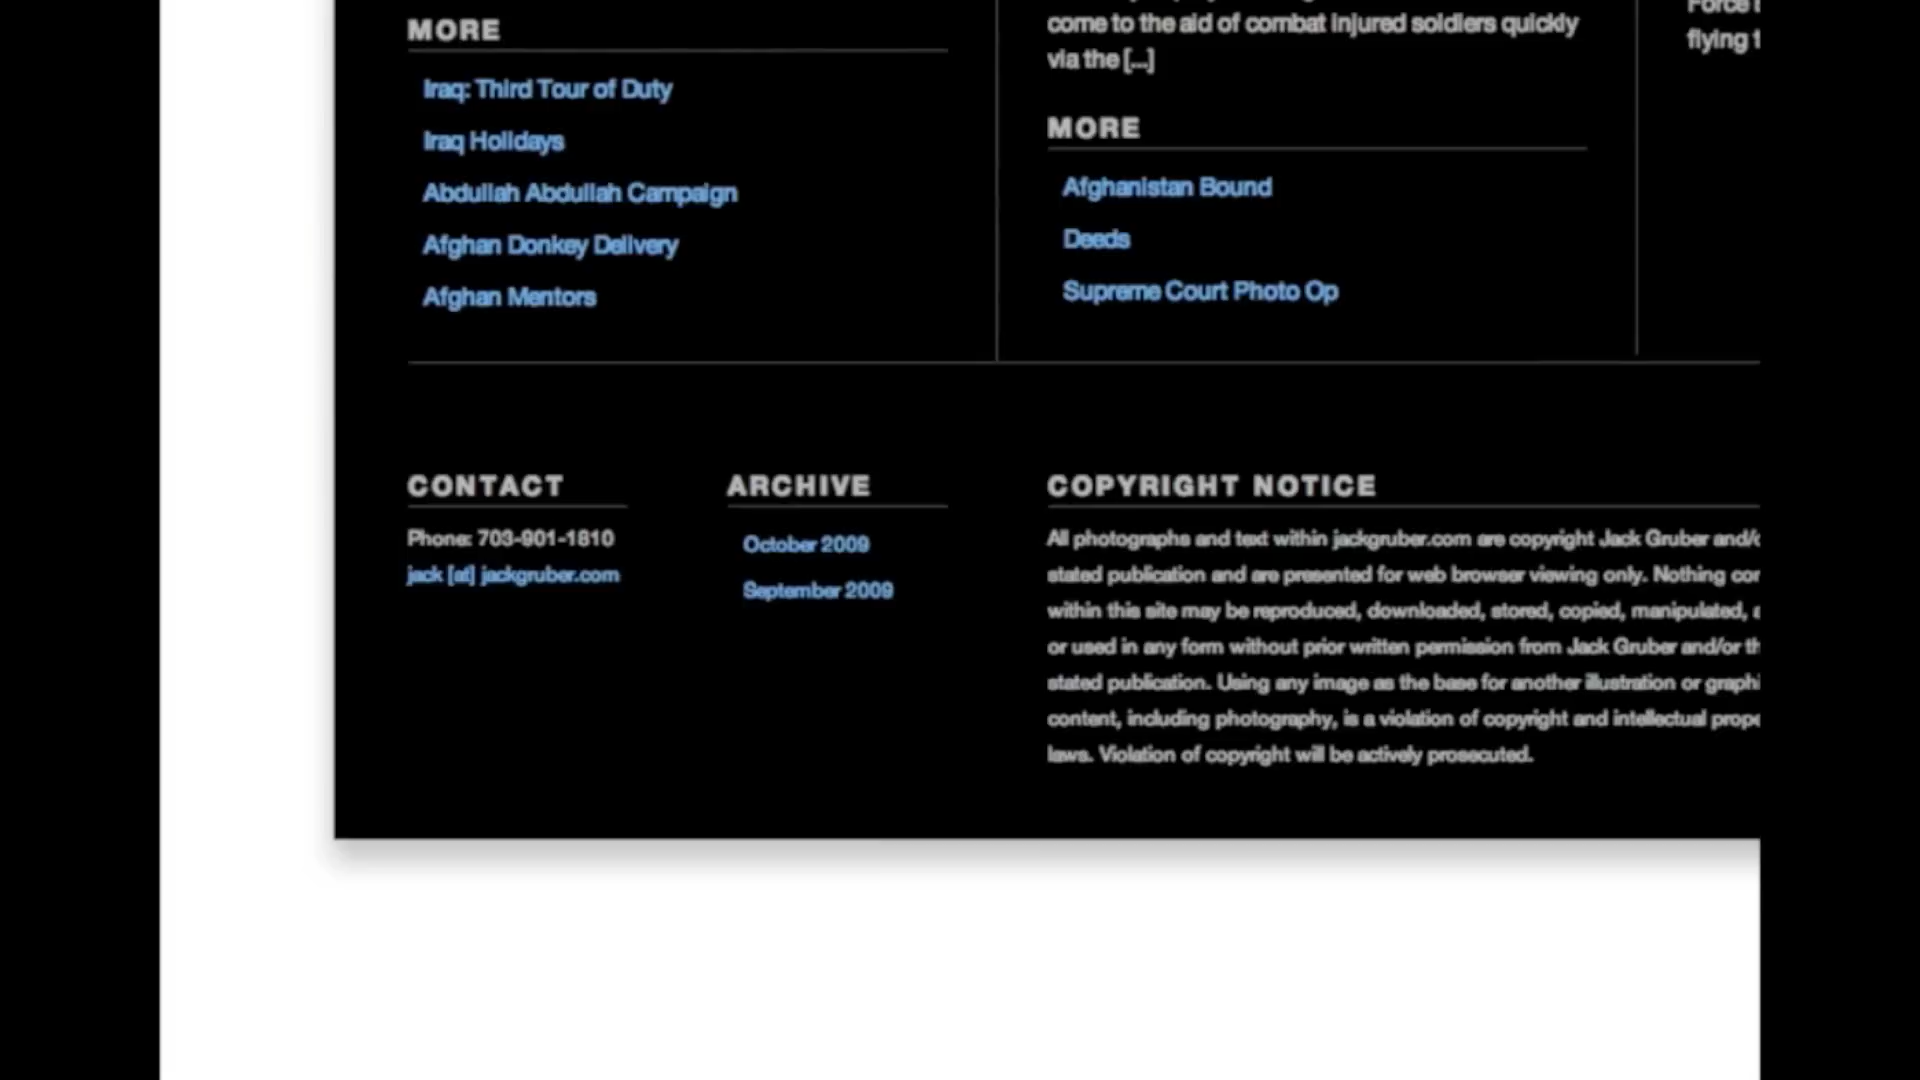 MORE
Iraq: Third Tour of Duty
Iraq Holidays
Abdullah Abdullah Campaign
Afghan Donkey Delivery
Afghan Mentors
come to the aid of combat injured soldiers quickly
via the [...]
MORE
Afghanistan Bound
Deeds
Supreme Court Photo Op
Force
flying
CONTACT
Phone: 703-901-1810
jack [at] jackgruber.com
ARCHIVE
October 2009
September 2009
COPYRIGHT NOTICE
All photographs and text within jackgruber.com are copyright Jack Gruber and/
stated publication and are presented for web browser viewing only. Nothing con
within this site may be reproduced, downloaded, stored, copied, manipulated,
or used in any form without prior written permission from Jack Gruber and/or th
stated publication. Using any image as the base for another illustration or graphi
content, including photography, is a violation of copyright and intellectual prope
laws. Violation of copyright will be actively prosecuted.